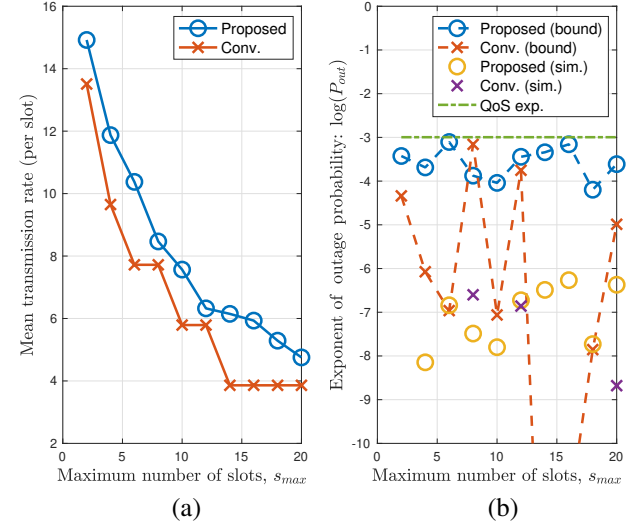 16
14
12
10
8
6
4
2
0
5
10
15
20
Mean transmission rate (per slot)
Maximum number of slots, s_max
Proposed
Conv.
(a)
0
-1
-2
-3
-4
-5
-6
-7
-8
-9
-10
0
5
10
15
20
Exponent of outage probability: log(P_out)
Maximum number of slots, s_max
Proposed (bound)
Conv. (bound)
Proposed (sim.)
Conv. (sim.)
QoS exp.
(b)